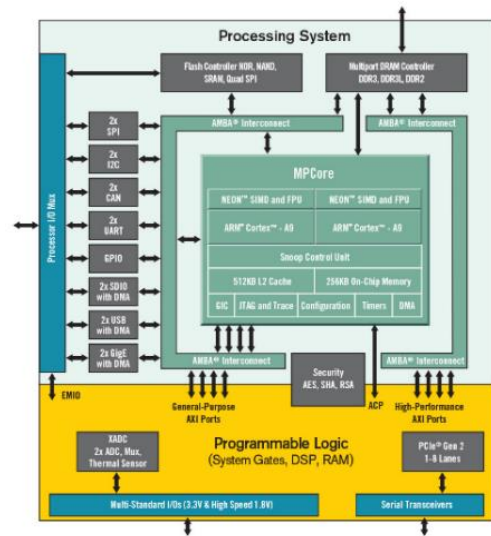 Processing System
Flash Controller NOR, NAND,
SRAN, Quad SPI
Multiport DRAM Controller
DDR3, DDR3L, DDR2
Processor I/O Mux
2x
SPI
2x
I2C
2x
CAN
2x
UART
GPIO
2x SDIO
with DMA
2x USB
with DMA
2x GigE
with DMA
AMBA® Interconnect
AMBA® Interconnect
MPCore
NEON™ SIMD and FPU
NEON™ SIMD and FPU
ARM® Cortex™ - A9
ARM® Cortex™ - A9
Snoop Control Unit
512KB L2 Cache
256KB On-Chip Memory
GIC
JTAG and Trace
Configuration
Timers
DMA
AMBA® Interconnect
AMBA® Interconnect
Security
AES, SHA, RSA
EMIO
General-Purpose
AXI Ports
ACP
High-Performance
AXI Ports
Programmable Logic
(System Gates, DSP, RAM)
XADC
2x ADC, Mux,
Thermal Sensor
PCIe® Gen 2
1-8 Lanes
Multi-Standard I/Os (3.3V & High Speed 1.8V)
Serial Transceivers